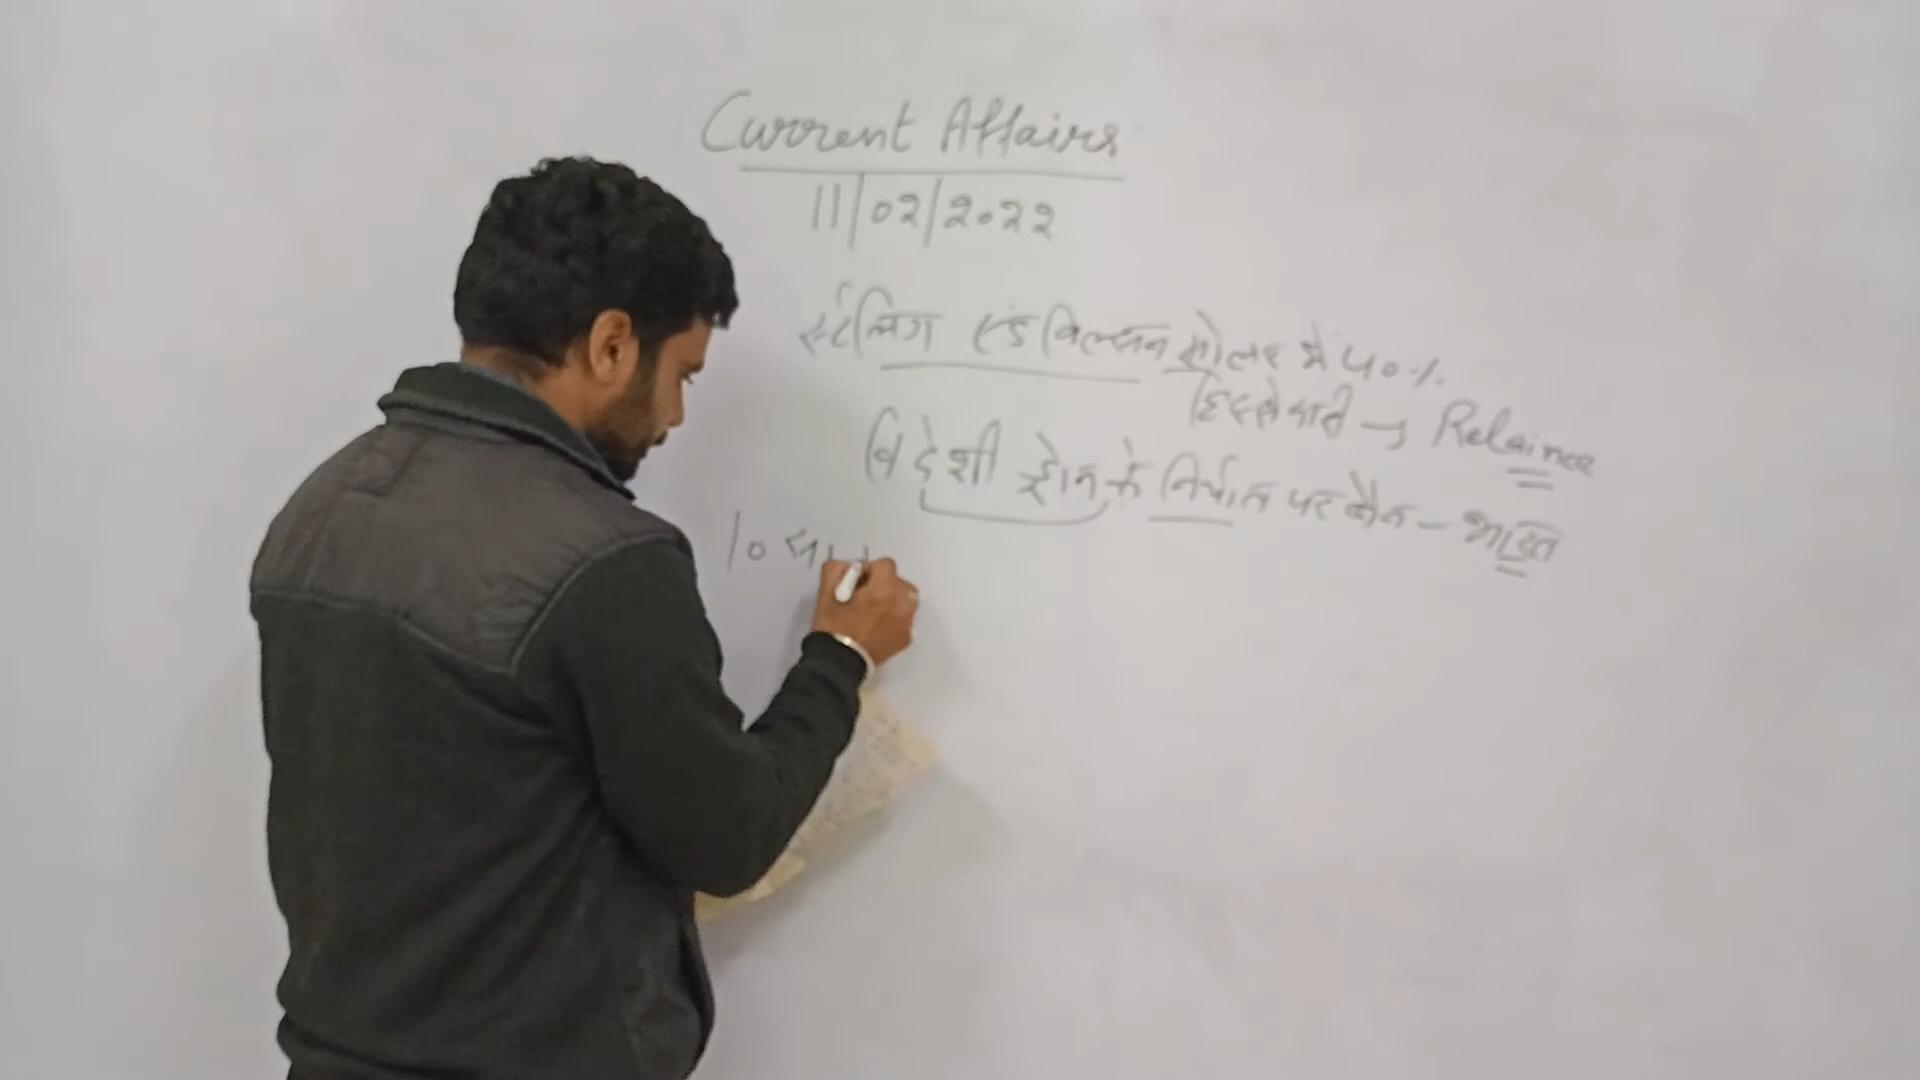 Current Affairs
11/02/2022
स्टर्लिंग एंड विल्सन सोलर में 40%
हिस्सेदारी → Relaince
विदेशी ड्रोन के निर्यात पर बैन - भारत
10